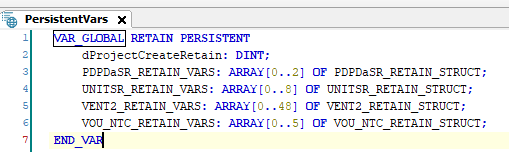 PersistentVars
1 VAR_GLOBAL RETAIN PERSISTENT
2 dProjectCreateRetain: DINT;
3 PDPDaSR_RETAIN_VARS: ARRAY[0..2] OF PDPDaSR_RETAIN_STRUCT;
4 UNITSR_RETAIN_VARS: ARRAY[0..8] OF UNITSR_RETAIN_STRUCT;
5 VENT2_RETAIN_VARS: ARRAY[0..48] OF VENT2_RETAIN_STRUCT;
6 VOU_NTC_RETAIN_VARS: ARRAY[0..5] OF VOU_NTC_RETAIN_STRUCT;
7 END_VAR